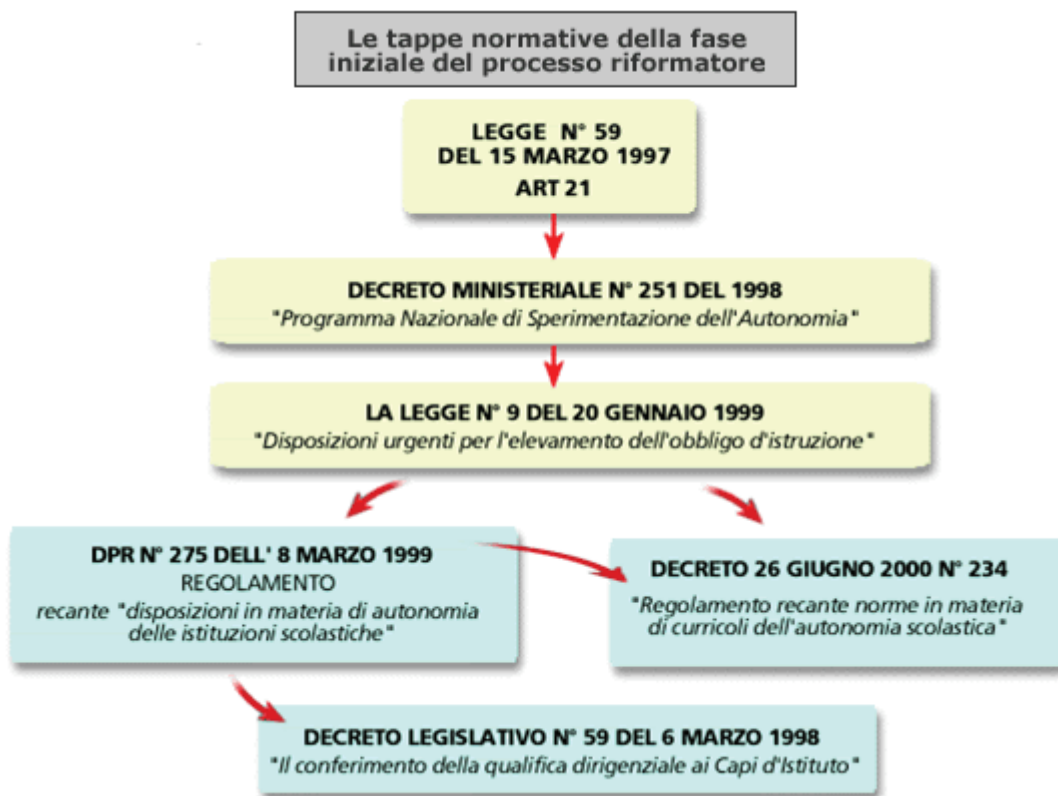 Le tappe normative della fase
iniziale del processo riformatore
LEGGE N° 59
DEL 15 MARZO 1997
ART 21
DECRETO MINISTERIALE N° 251 DEL 1998
"Programma Nazionale di Sperimentazione dell'Autonomia"
LA LEGGE N° 9 DEL 20 GENNAIO 1999
"Disposizioni urgenti per l'elevamento dell'obbligo d'istruzione"
DPR N° 275 DELL' 8 MARZO 1999
REGOLAMENTO
recante "disposizioni in materia di autonomia
delle istituzioni scolastiche"
DECRETO 26 GIUGNO 2000 N° 234
"Regolamento recante norme in materia
di curricoli dell'autonomia scolastica"
DECRETO LEGISLATIVO N° 59 DEL 6 MARZO 1998
"Il conferimento della qualifica dirigenziale ai Capi d'Istituto"